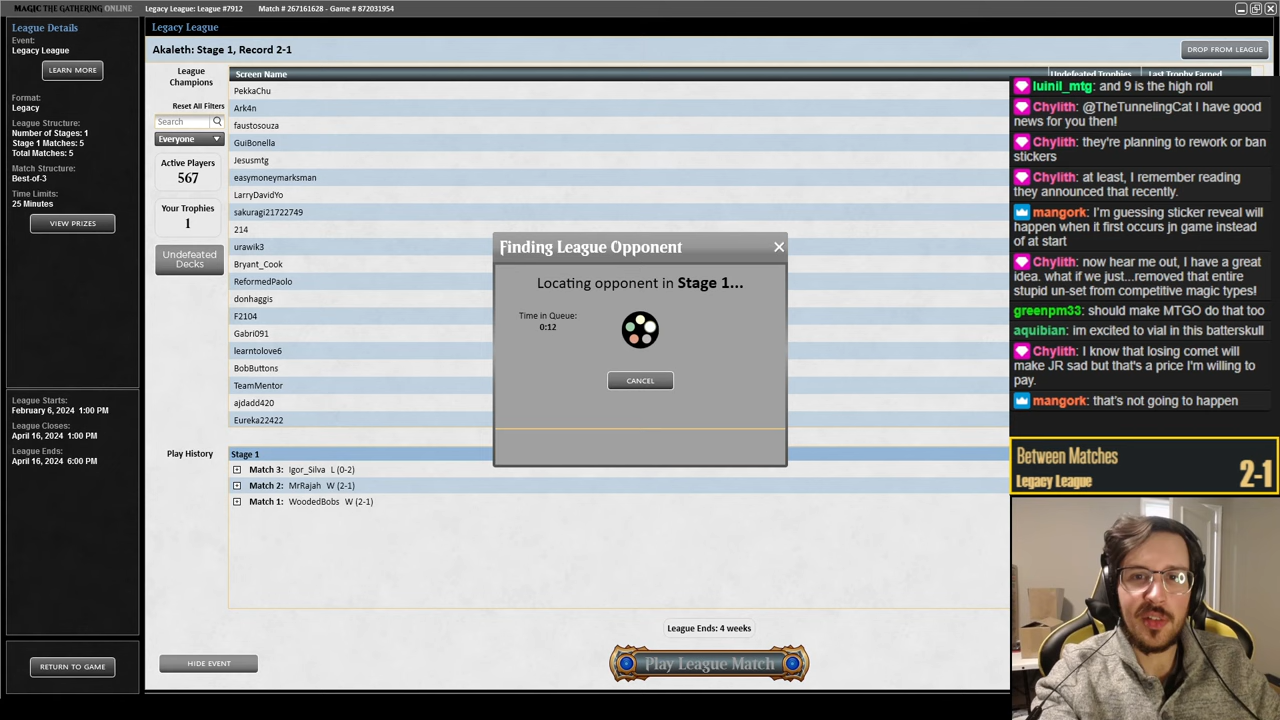 MAGIC THE GATHERING ONLINE
Legacy League: League #7912
Match # 267161628 - Game # 872031954
League Details
Event:
Legacy League
LEARN MORE
Format:
Legacy
League Structure:
Number of Stages: 1
Stage 1 Matches: 5
Total Matches: 5
Match Structure:
Best-of-3
Time Limits:
25 Minutes
VIEW PRIZES
League Starts:
February 6, 2024 1:00 PM
League Closes:
April 16, 2024 1:00 PM
League Ends:
April 16, 2024 6:00 PM
RETURN TO GAME
Legacy League
Akaleth: Stage 1, Record 2-1
DROP FROM LEAGUE
League
Champions
Reset All Filters
Search
Everyone
Active Players
567
Your Trophies
1
Undefeated
Decks
Screen Name
Undefeated Trophies
Last Trophy Earned
PekkaChu
Ark4n
faustosouza
GuiBonella
Jesusmtg
easymoneymarksman
LarryDavidYo
sakuragi21722749
214
urawik3
Bryant_Cook
ReformedPaolo
donhaggis
F2104
Gabri091
learntolove6
BobButtons
TeamMentor
ajdadd420
Eureka22422
Finding League Opponent
Locating opponent in Stage 1...
Time in Queue:
0:12
CANCEL
Play History
Stage 1
Match 3: Igor_Silva L (0-2)
Match 2: MrRajah W (2-1)
Match 1: WoodedBobs W (2-1)
League Ends: 4 weeks
HIDE EVENT
Play League Match
luinil_mtg: and 9 is the high roll
Chylith: @TheTunnelingCat I have good
news for you then!
Chylith: they're planning to rework or ban
stickers
Chylith: at least, I remember reading
they announced that recently.
mangork: I'm guessing sticker reveal will
happen when it first occurs jn game instead
of at start
Chylith: now hear me out, I have a great
idea. what if we just...removed that entire
stupid un-set from competitive magic types!
greenpm33: should make MTGO do that too
aquibian: im excited to vial in this batterskull
Chylith: I know that losing comet will
make JR sad but that's a price I'm willing to
pay.
mangork: that's not going to happen
Between Matches
Legacy League
2-1